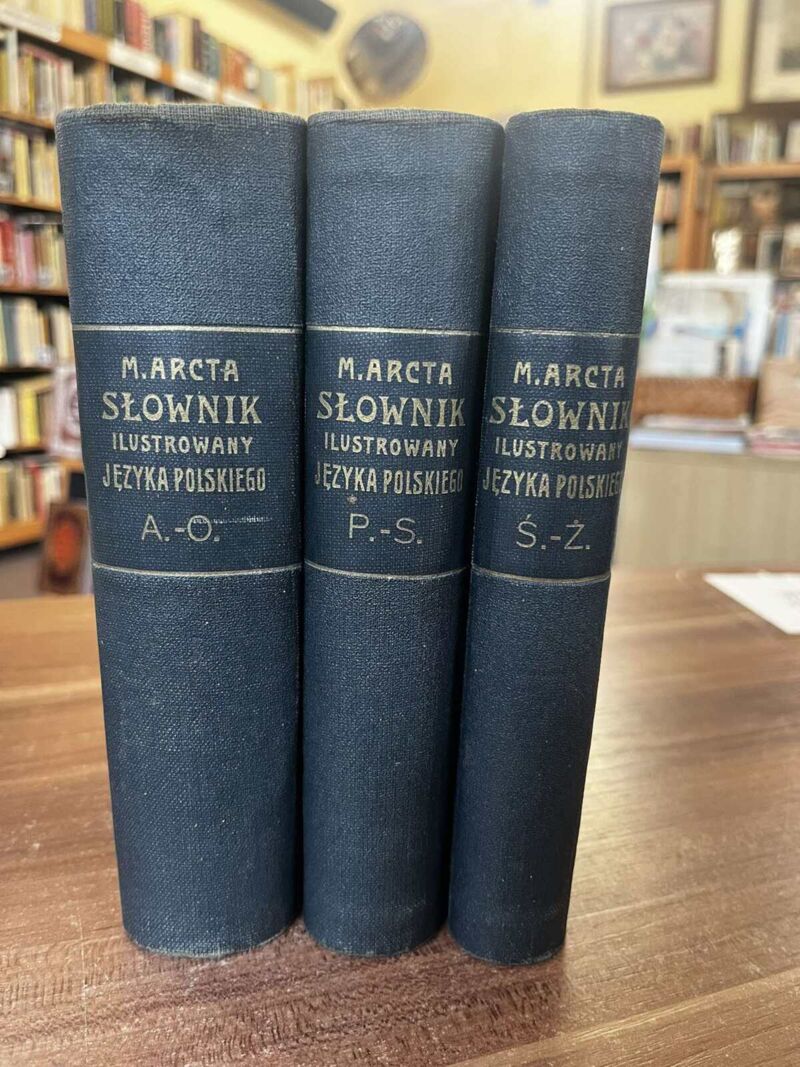 M. ARCTA
SŁOWNIK
ILUSTROWANY
JĘZYKA POLSKIEGO
A.-O.
M. ARCTA
SŁOWNIK
ILUSTROWANY
JĘZYKA POLSKIEGO
P.-S.
M. ARCTA
SŁOWNIK
ILUSTROWANY
JĘZYKA POLSKIEGO
Ś.-Ż.